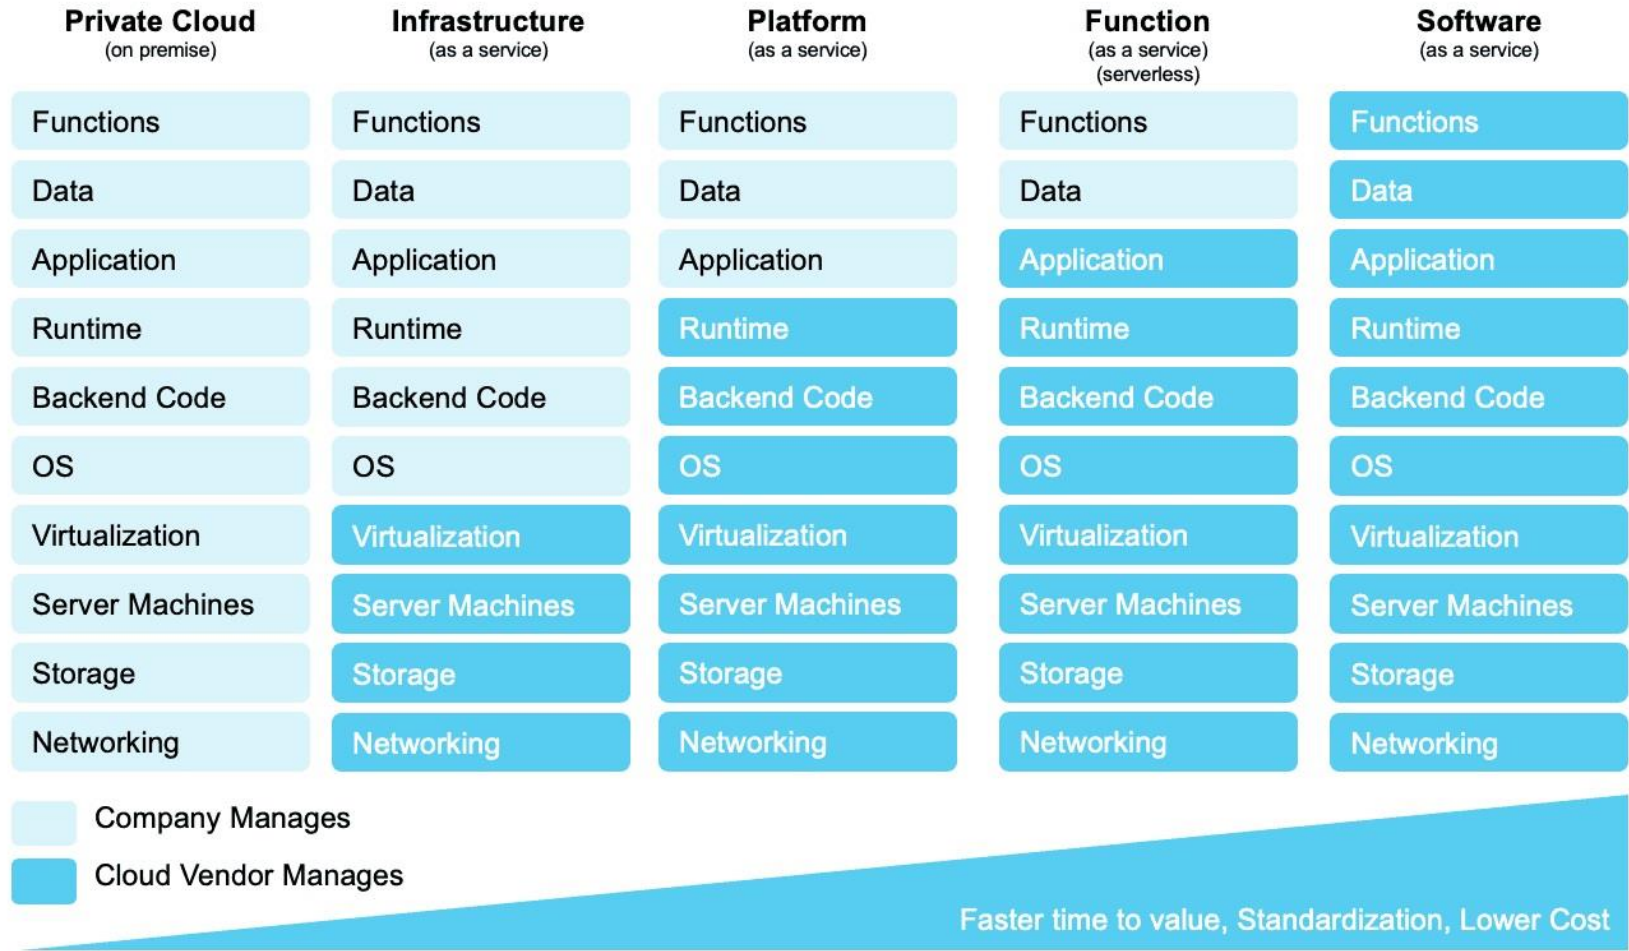 Private Cloud
(on premise)
Infrastructure
(as a service)
Platform
(as a service)
Function
(as a service)
(serverless)
Software
(as a service)
Functions
Data
Application
Runtime
Backend Code
OS
Virtualization
Server Machines
Storage
Networking
Functions
Data
Application
Runtime
Backend Code
OS
Virtualization
Server Machines
Storage
Networking
Functions
Data
Application
Runtime
Backend Code
OS
Virtualization
Server Machines
Storage
Networking
Functions
Data
Application
Runtime
Backend Code
OS
Virtualization
Server Machines
Storage
Networking
Functions
Data
Application
Runtime
Backend Code
OS
Virtualization
Server Machines
Storage
Networking
Company Manages
Cloud Vendor Manages
Faster time to value, Standardization, Lower Cost